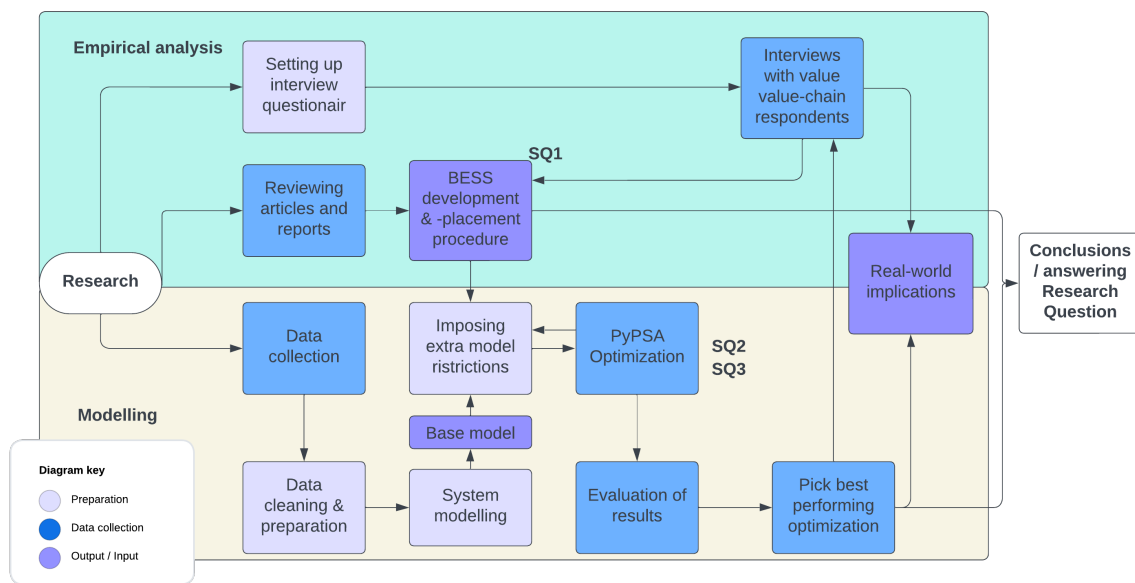 Empirical analysis
Setting up
interview
questionair
Interviews
with value
value-chain
respondents
SQ1
Reviewing
articles and
reports
BESS
development
& -placement
procedure
Research
Real-world
implications
Conclusions
/ answering
Research
Question
Data
collection
Imposing
extra model
ristrictions
PyPSA
Optimization
SQ2
SQ3
Modelling
Base model
Data
cleaning &
preparation
System
modelling
Evaluation of
results
Pick best
performing
optimization
Diagram key
Preparation
Data collection
Output / Input